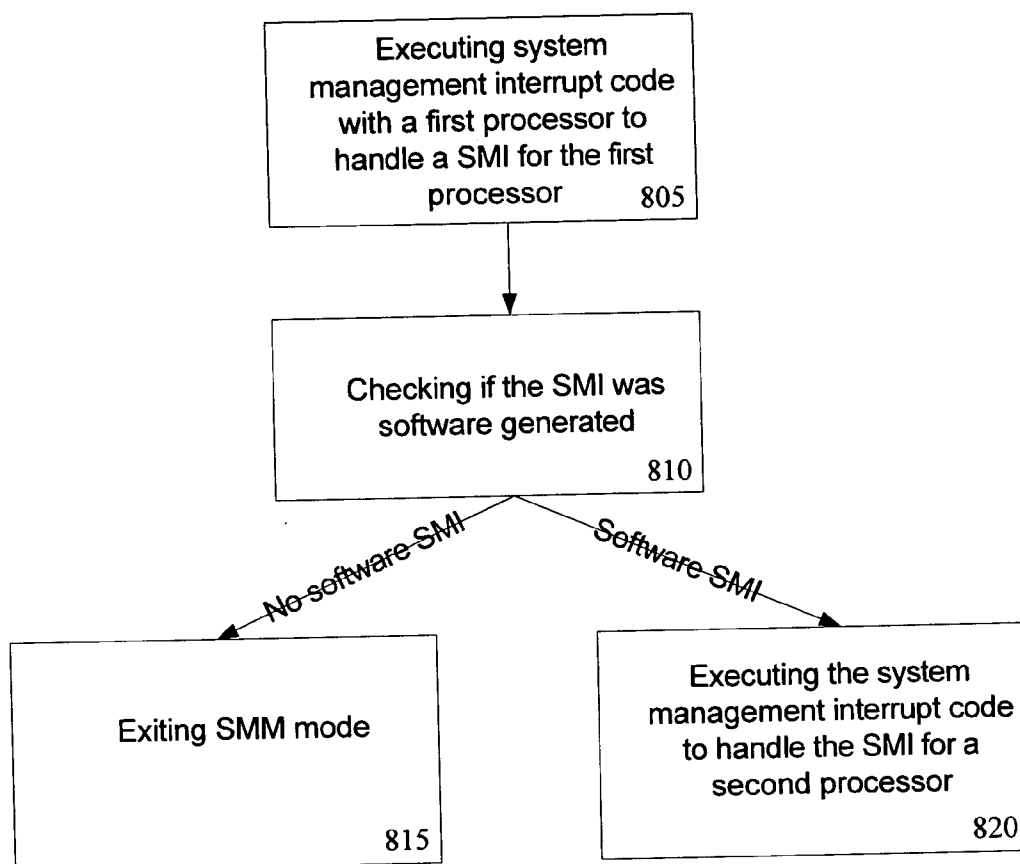 Executing system
management interrupt code
with a first processor to
handle a SMI for the first
processor
805
Checking if the SMI was
software generated
810
No software SMI
Software SMI
Exiting SMM mode
815
Executing the system
management interrupt code
to handle the SMI for a
second processor
820